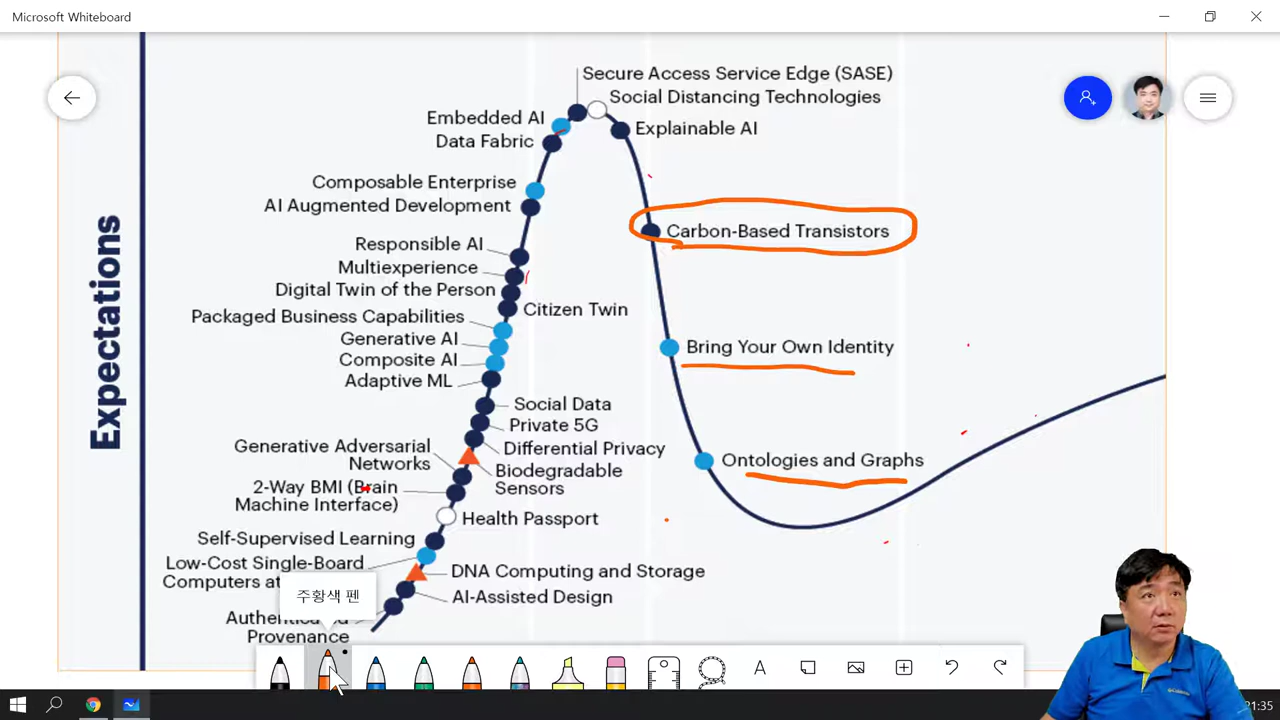 Microsoft Whiteboard
Expectations
Secure Access Service Edge (SASE)
Social Distancing Technologies
Embedded AI
Explainable AI
Data Fabric
Composable Enterprise
AI Augmented Development
Carbon-Based Transistors
Responsible AI
Multiexperience
Digital Twin of the Person
Citizen Twin
Packaged Business Capabilities
Generative AI
Bring Your Own Identity
Composite AI
Adaptive ML
Social Data
Private 5G
Generative Adversarial
Networks
Differential Privacy
Biodegradable
Sensors
Ontologies and Graphs
2-Way BMI (Brain
Machine Interface)
Health Passport
Self-Supervised Learning
Low-Cost Single-Board
Computers at
DNA Computing and Storage
주황색 펜
AI-Assisted Design
Provenance
A
21:35